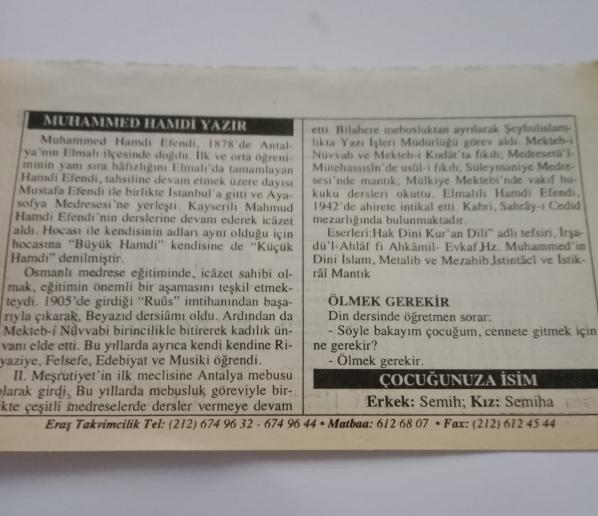 MUHAMMED HAMDİ YAZIR
Muhammed Hamdi Efendi, 1878'de Antal-
ya'nın Elmalı ilçesinde doğdu. İlk ve orta öğreni-
minin yanı sıra hâfızlığını Elmalı'da tamamlayan
Hamdi Efendi, tahsiline devam etmek üzere dayısı
Mustafa Efendi ile birlikte İstanbul'a gitti ve Aya-
sofya Medresesi'ne yerleşti. Kayserili Mahmud
Hamdi Efendi'nin derslerine devam ederek icâzet
aldı. Hocası ile kendisinin adları aynı olduğu için
hocasına "Büyük Hamdi" kendisine de "Küçük
Hamdi" denilmiştir.
Osmanlı medrese eğitiminde, icâzet sahibi ol-
mak, eğitimin önemli bir aşamasını teşkil etmek-
teydi. 1905'de girdiği "Ruûs" imtihanından başa-
rıyla çıkarak, Beyazıd dersiâmı oldu. Ardından da
Mekteb-i Nüvvabi birincilikle bitirerek kadılık ün-
vanı elde etti. Bu yıllarda ayrıca kendi kendine Ri-
yaziye, Felsefe, Edebiyat ve Musiki öğrendi.
II. Meşrutiyet'in ilk meclisine Antalya mebusu
olarak girdi. Bu yıllarda mebusluk göreviyle bir-
ikte çeşitli medreselerde dersler vermeye devam
etti. Bilahere mebusluktan ayrılarak Şeyhulislam-
lıkta Yazı İşleri Müdürlüğü görev aldı. Mekteb-i
Nüvvab ve Mekteb-i Kudât'ta fıkıh; Medresetü'l-
Mütehassısîn'de usûl-i fıkıh; Süleymaniye Medre-
sesi'nde mantık; Mülkiye Mektebi'nde vakıf hu-
kuku dersleri okuttu. Elmalılı Hamdi Efendi,
1942'de ahirete intikal etti. Kabri, Sahrây-ı Cedid
mezarlığında bulunmaktadır.
Eserleri:Hak Dini Kur'an Dili" adlı tefsiri, İrşa-
dü'l-Ahlâf fi Ahkâmil- Evkaf,Hz. Muhammed'in
Dini İslam, Metalib ve Mezahib,İstintâci ve İstik-
râî Mantık
ÖLMEK GEREKİR
Din dersinde öğretmen sorar:
- Söyle bakayım çocuğum, cennete gitmek için
ne gerekir?
- Ölmek gerekir.
ÇOCUĞUNUZA İSİM
Erkek: Semih; Kız: Semiha
Eraş Takvimcilik Tel: (212) 674 96 32 - 674 96 44 • Matbaa: 612 68 07 • Fax: (212) 612 45 44